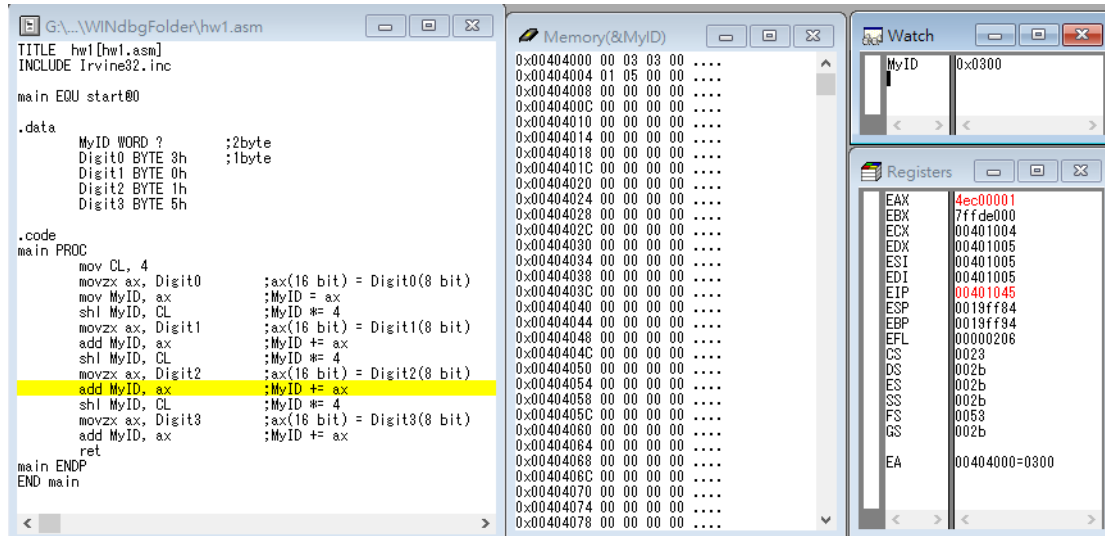 G:\...\WINdbgFolder\hw1.asm
TITLE hw1[hw1.asm]
INCLUDE Irvine32.inc
main EQU start@0
.data
MyID WORD ? ;2byte
Digit0 BYTE 3h ;1byte
Digit1 BYTE 0h
Digit2 BYTE 1h
Digit3 BYTE 5h
.code
main PROC
mov CL, 4
movzx ax, Digit0 ;ax(16 bit) = Digit0(8 bit)
mov MyID, ax ;MyID = ax
shl MyID, CL ;MyID *= 4
movzx ax, Digit1 ;ax(16 bit) = Digit1(8 bit)
add MyID, ax ;MyID += ax
shl MyID, CL ;MyID *= 4
movzx ax, Digit2 ;ax(16 bit) = Digit2(8 bit)
add MyID, ax ;MyID += ax
shl MyID, CL ;MyID *= 4
movzx ax, Digit3 ;ax(16 bit) = Digit3(8 bit)
add MyID, ax ;MyID += ax
ret
main ENDP
END main
Memory(&MyID)
0x00404000 00 03 03 00 ....
0x00404004 01 05 00 00 ....
0x00404008 00 00 00 00 ....
0x0040400C 00 00 00 00 ....
0x00404010 00 00 00 00 ....
0x00404014 00 00 00 00 ....
0x00404018 00 00 00 00 ....
0x0040401C 00 00 00 00 ....
0x00404020 00 00 00 00 ....
0x00404024 00 00 00 00 ....
0x00404028 00 00 00 00 ....
0x0040402C 00 00 00 00 ....
0x00404030 00 00 00 00 ....
0x00404034 00 00 00 00 ....
0x00404038 00 00 00 00 ....
0x0040403C 00 00 00 00 ....
0x00404040 00 00 00 00 ....
0x00404044 00 00 00 00 ....
0x00404048 00 00 00 00 ....
0x0040404C 00 00 00 00 ....
0x00404050 00 00 00 00 ....
0x00404054 00 00 00 00 ....
0x00404058 00 00 00 00 ....
0x0040405C 00 00 00 00 ....
0x00404060 00 00 00 00 ....
0x00404064 00 00 00 00 ....
0x00404068 00 00 00 00 ....
0x0040406C 00 00 00 00 ....
0x00404070 00 00 00 00 ....
0x00404074 00 00 00 00 ....
0x00404078 00 00 00 00 ....
Watch
MyID 0x0300
Registers
EAX 4ec00001
EBX 7ffde000
ECX 00401004
EDX 00401005
ESI 00401005
EDI 00401005
EIP 00401045
ESP 0019ff84
EBP 0019ff94
EFL 00000206
CS 0023
DS 002b
ES 002b
SS 002b
FS 0053
GS 002b
EA 00404000=0300